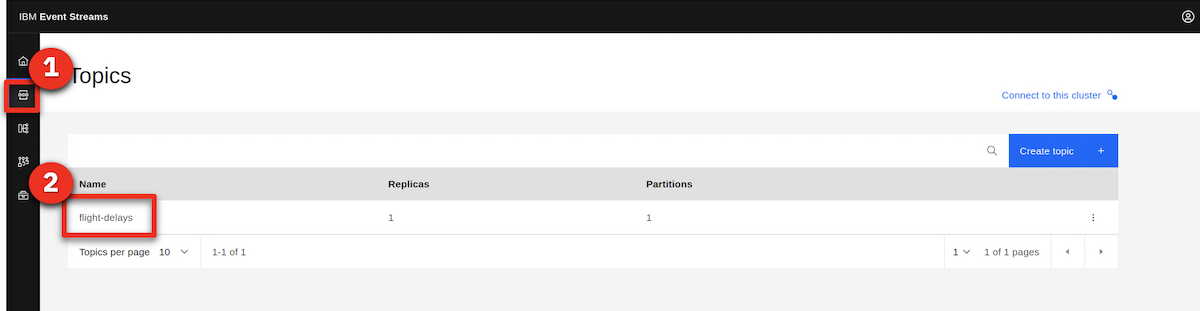 IBM Event Streams
1
Topics
Connect to this cluster
Create topic +
2
Name Replicas Partitions
flight-delays 1 1
Topics per page 10 1-1 of 1 1 1 of 1 pages